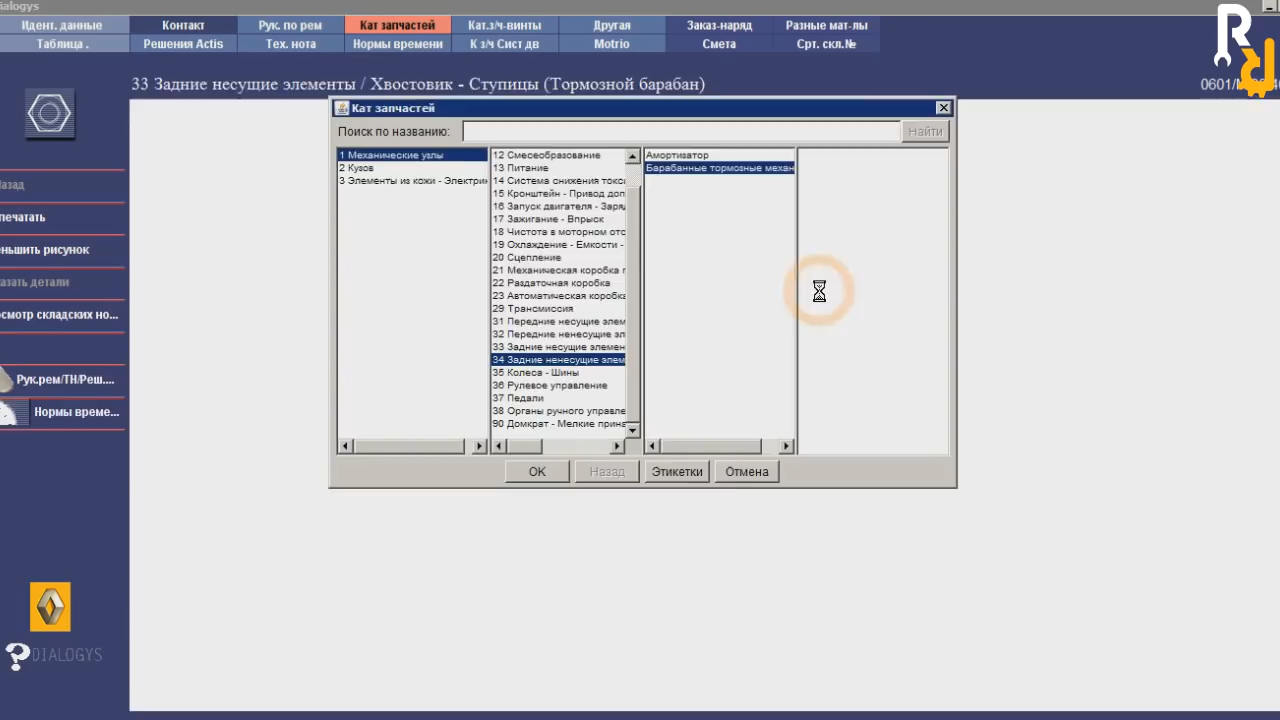 ialogys
Идент. данные
Контакт
Рук. по рем
Кат запчастей
Кат.з/ч-винты
Другая
Заказ-наряд
Разные мат-лы
Таблица .
Решения Actis
Тех. нота
Нормы времени
К з/ч Сист дв
Motrio
Смета
Срт. скл.№
33 Задние несущие элементы / Хвостовик - Ступицы (Тормозной барабан)
0601/
азад
печатать
ньшить рисунок
азать детали
осмотр складских но...
Рук.рем/ТН/Реш....
Нормы време...
DIALOGYS
Кат запчастей
Поиск по названию:
Найти
1 Механические узлы
2 Кузов
3 Элементы из кожи - Электрин
12 Смесеобразование
13 Питание
14 Система снижения токси
15 Кронштейн - Привод доп
16 Запуск двигателя - Заря
17 Зажигание - Впрыск
18 Чистота в моторном отс
19 Охлаждение - Емкости -
20 Сцепление
21 Механическая коробка п
22 Раздаточная коробка
23 Автоматическая коробка
29 Трансмиссия
31 Передние несущие элем
32 Передние ненесущие эл
33 Задние несущие элемен
34 Задние ненесущие элем
35 Колеса - Шины
36 Рулевое управление
37 Педали
38 Органы ручного управле
90 Домкрат - Мелкие прина
Амортизатор
Барабанные тормозные механ
OK
Назад
Этикетки
Отмена